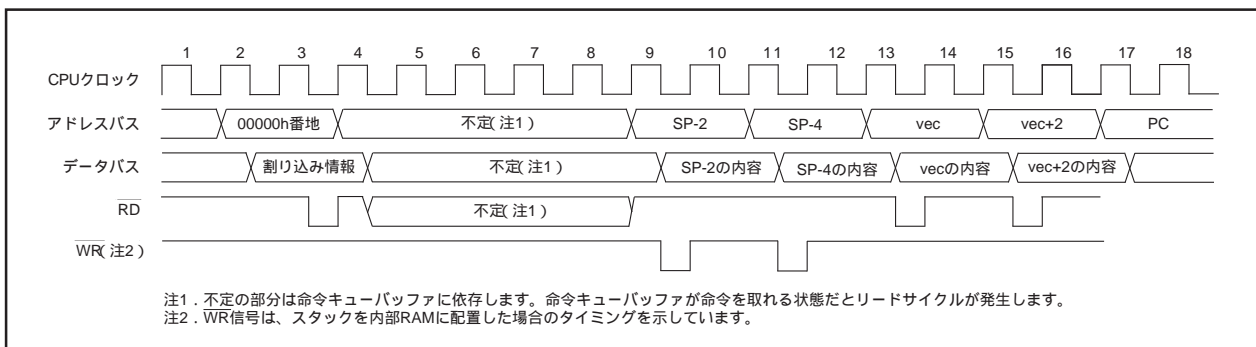 1 2 3 4 5 6 7 8 9 10 11 12 13 14 15 16 17 18
CPUクロック
アドレスバス 00000h番地 不定(注1) SP-2 SP-4 vec vec+2 PC
データバス 割り込み情報 不定(注1) SP-2の内容 SP-4の内容 vecの内容 vec+2の内容
RD 不定(注1)
WR(注2)
注1．不定の部分は命令キューバッファに依存します。命令キューバッファが命令を取れる状態だとリードサイクルが発生します。
注2．WR信号は、スタックを内部RAMに配置した場合のタイミングを示しています。